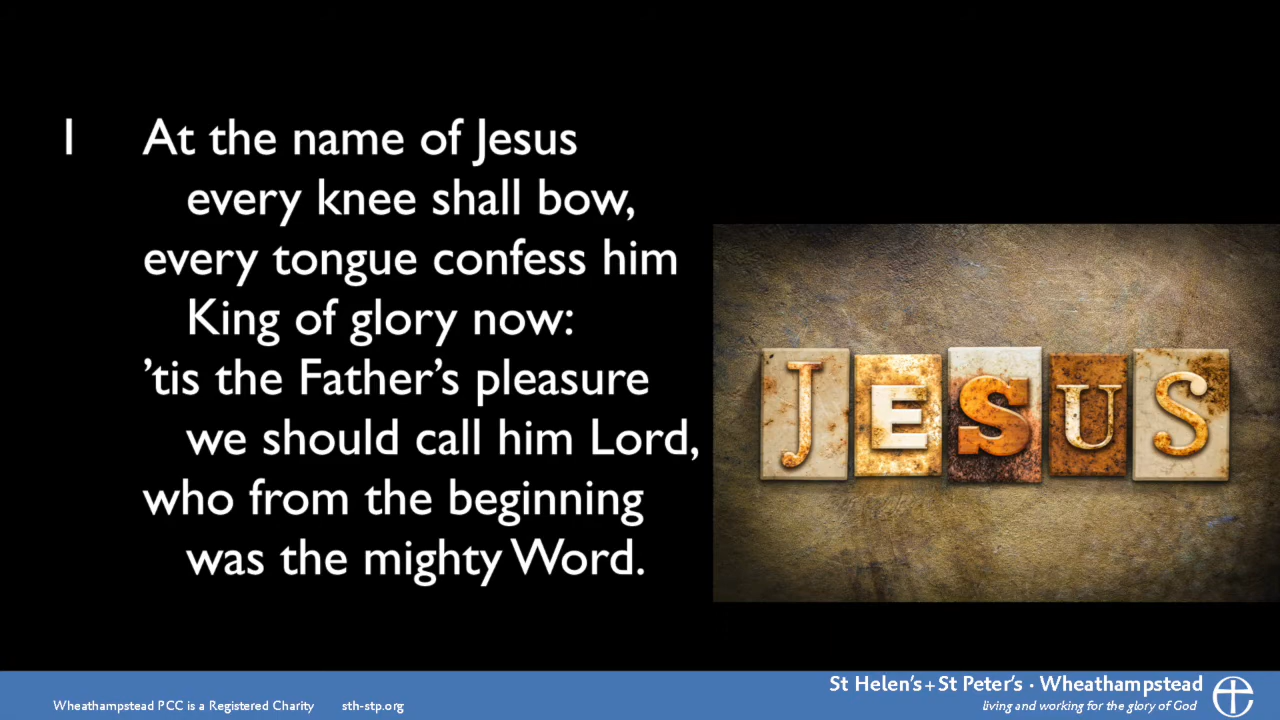 1 At the name of Jesus
every knee shall bow,
every tongue confess him
King of glory now:
’tis the Father’s pleasure
we should call him Lord,
who from the beginning
was the mighty Word.
JESUS
St Helen’s + St Peter’s · Wheathampstead
living and working for the glory of God
Wheathampstead PCC is a Registered Charity sth-stp.org